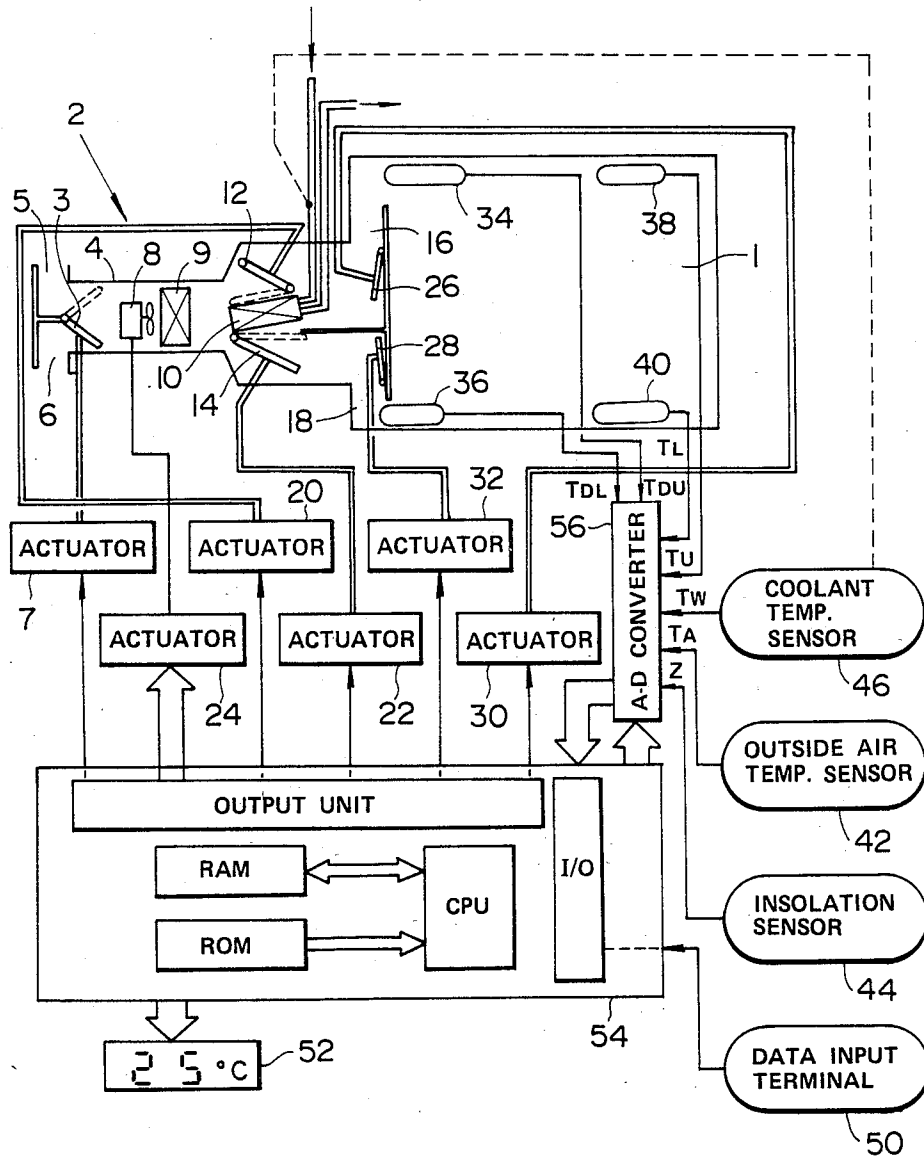 2
5
3
4
8
9
12
16
34
38
1
26
28
10
14
6
18
36
40
TL
TDL
TDU
20
32
56
ACTUATOR
ACTUATOR
ACTUATOR
7
TU
TW
TA
Z
A-D CONVERTER
COOLANT
TEMP.
SENSOR
46
ACTUATOR
ACTUATOR
ACTUATOR
24
22
30
OUTSIDE AIR
TEMP. SENSOR
42
OUTPUT UNIT
I/O
RAM
CPU
ROM
INSOLATION
SENSOR
44
54
25 °C
52
DATA INPUT
TERMINAL
50